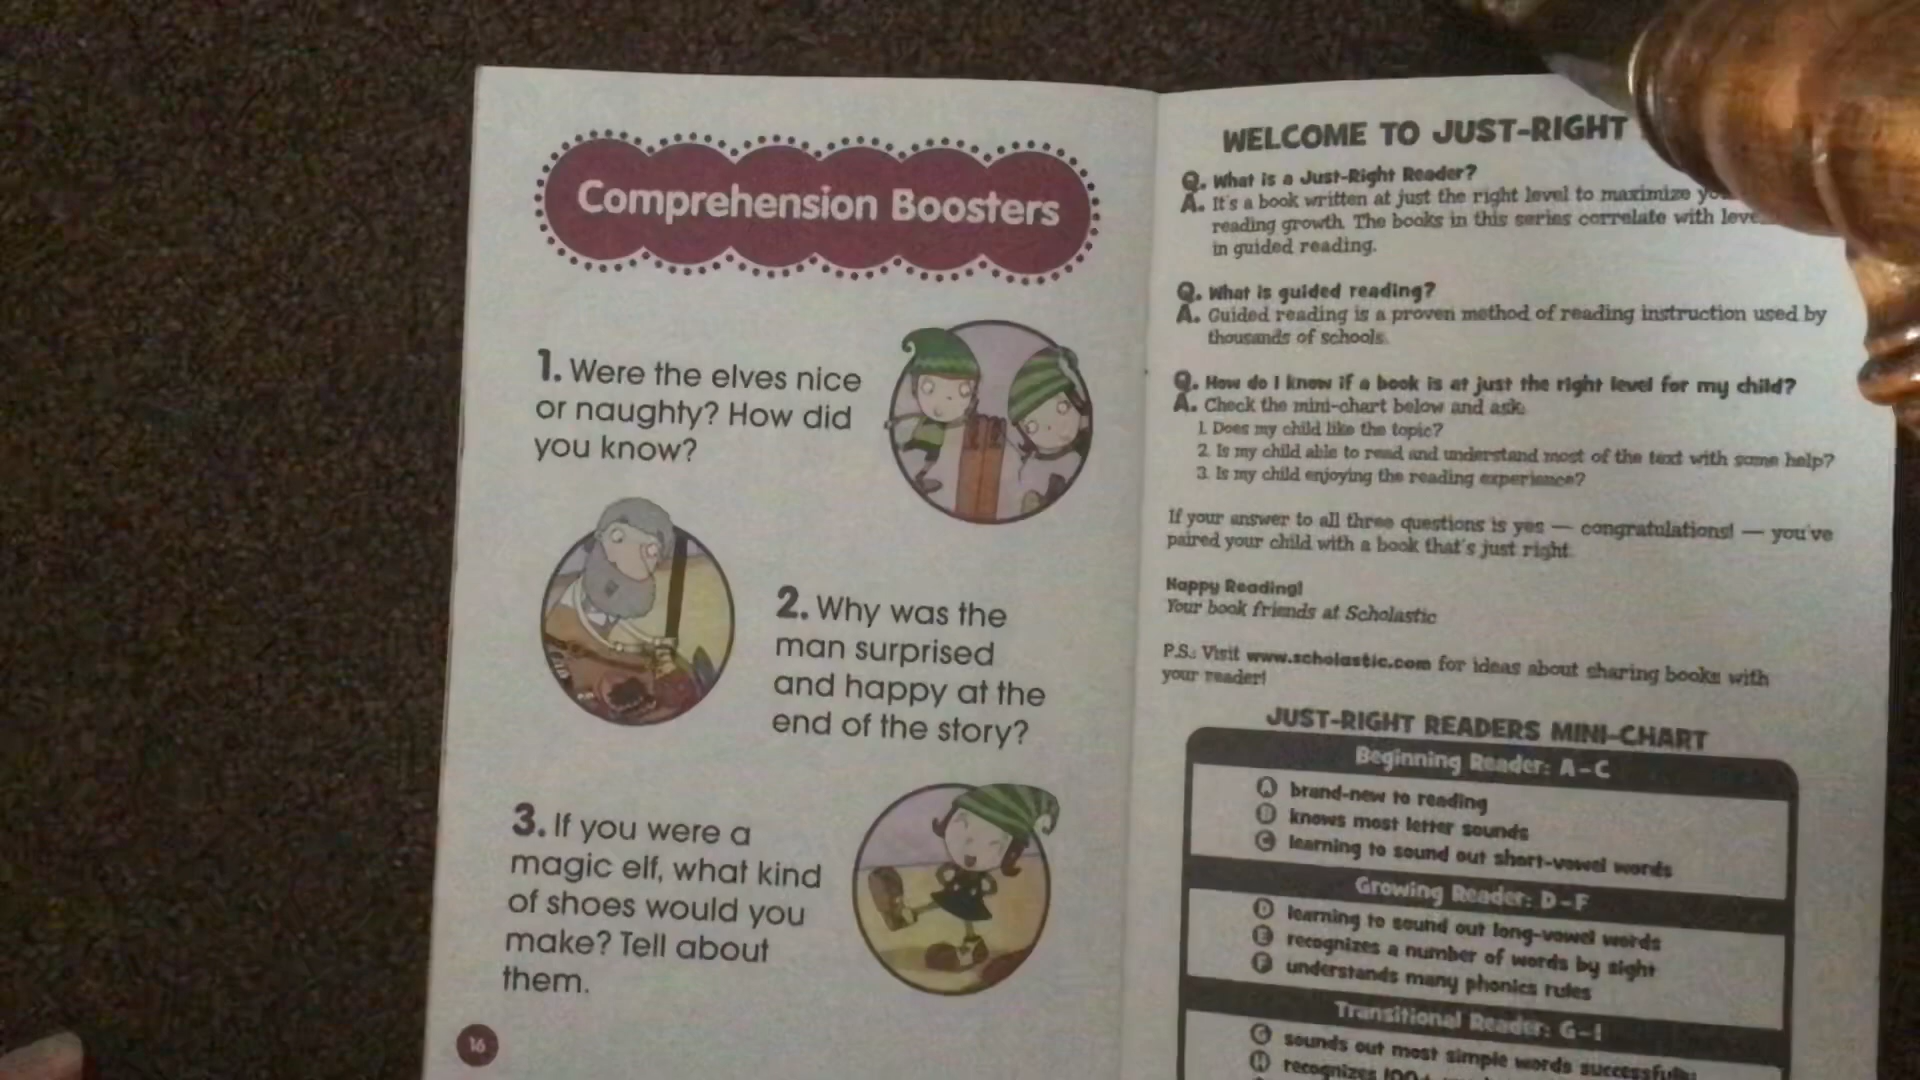 Comprehension Boosters
1. Were the elves nice
or naughty? How did
you know?
2. Why was the
man surprised
and happy at the
end of the story?
3. If you were a
magic elf, what kind
of shoes would you
make? Tell about
them.
16
WELCOME TO JUST-RIGHT
Q. What is a Just-Right Reader?
A. It's a book written at just the right level to maximize
reading growth. The books in this series correlate with
in guided reading.
Q. What is guided reading?
A. Guided reading is a proven method of reading instruction used by
thousands of schools.
Q. How do I know if a book is at just the right level for my child?
A. Check the mini-chart below and ask:
1. Does my child like the topic?
2. Is my child able to read and understand most of the text with some help?
3. Is my child enjoying the reading experience?
If your answer to all three questions is yes — congratulations! — you've
paired your child with a book that's just right.
Happy Reading!
Your book friends at Scholastic
P.S.: Visit www.scholastic.com for ideas about sharing books with
your reader!
JUST-RIGHT READERS MINI-CHART
Beginning Reader: A-C
A brand-new to reading
B knows most letter sounds
C learning to sound out short-vowel words
Growing Reader: D-F
D learning to sound out long-vowel words
E recognizes a number of words by sight
F understands many phonics rules
Transitional Reader: G-I
G sounds out most simple words successfully
H recognizes